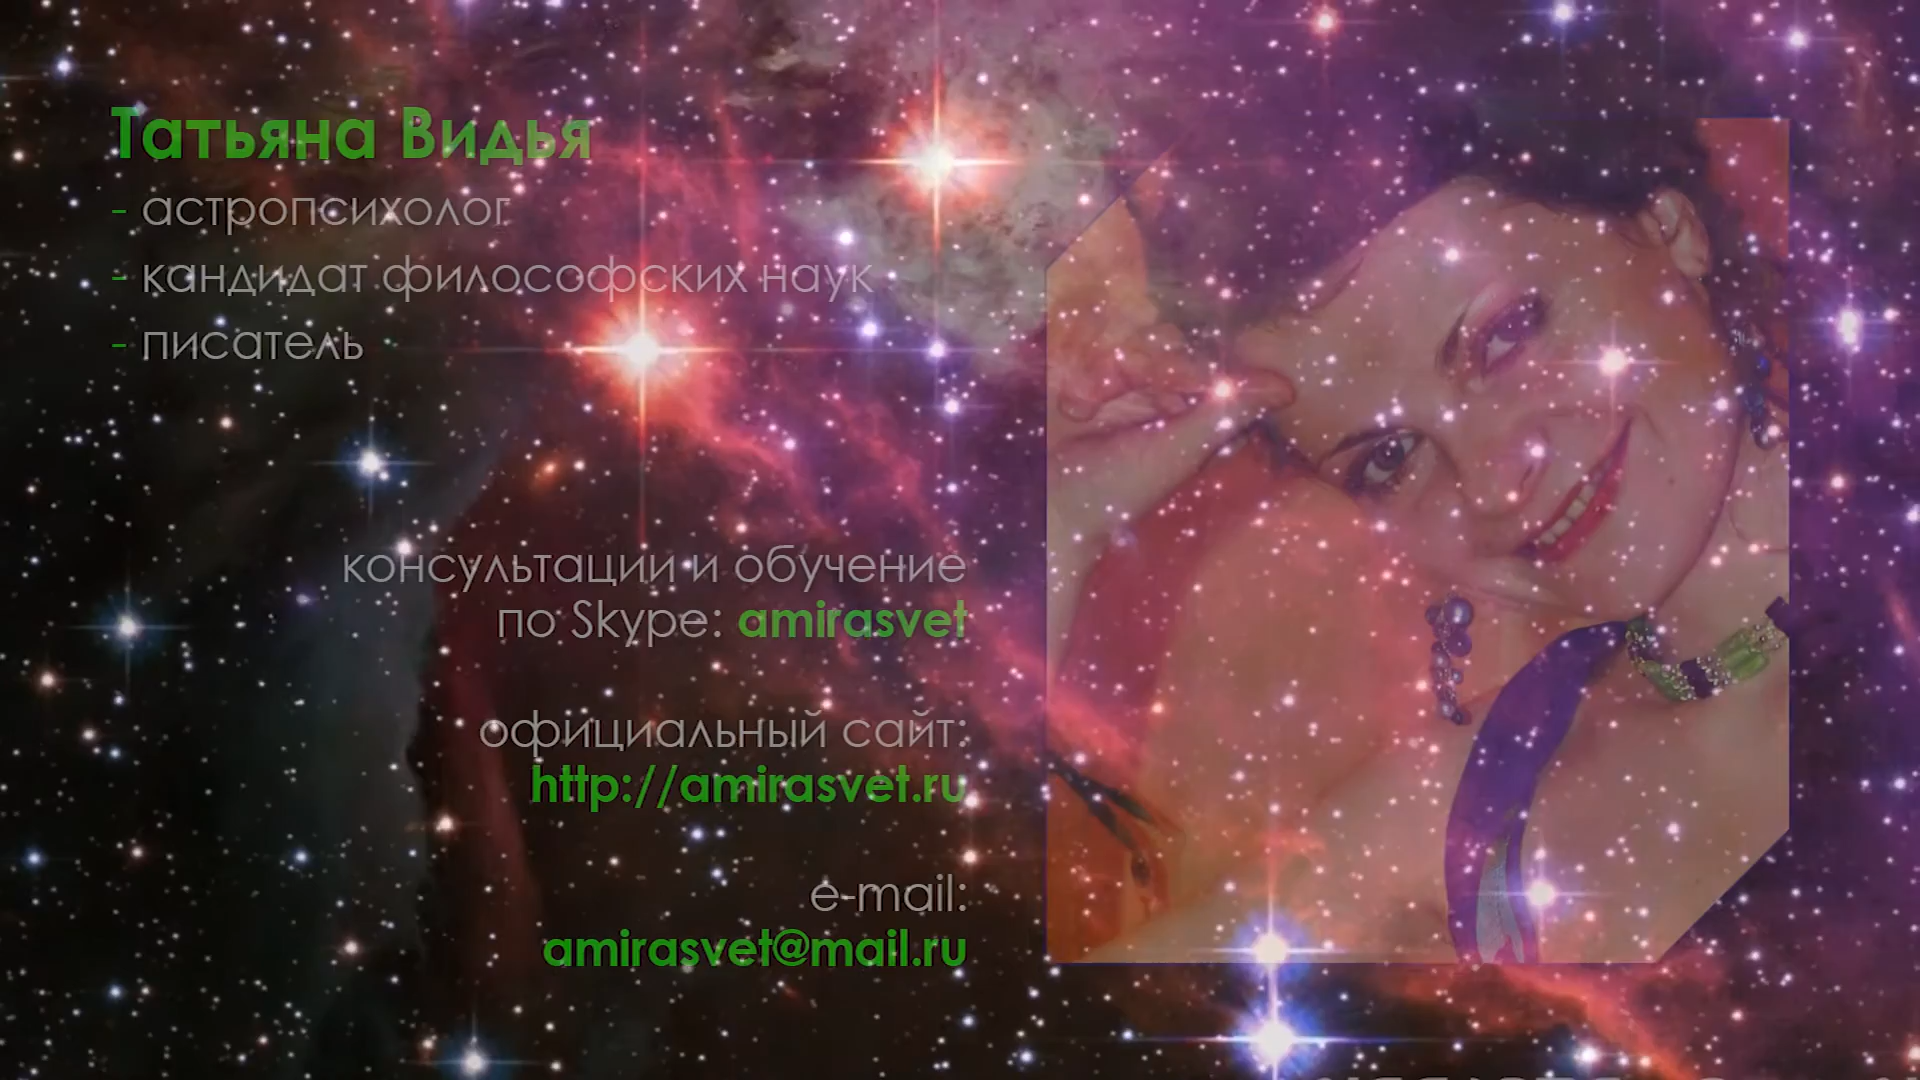 Татьяна Видья
- астропсихолог
- кандидат философских наук
- писатель
консультации и обучение
по Skype: amirasvet
официальный сайт:
http://amirasvet.ru
e-mail:
amirasvet@mail.ru